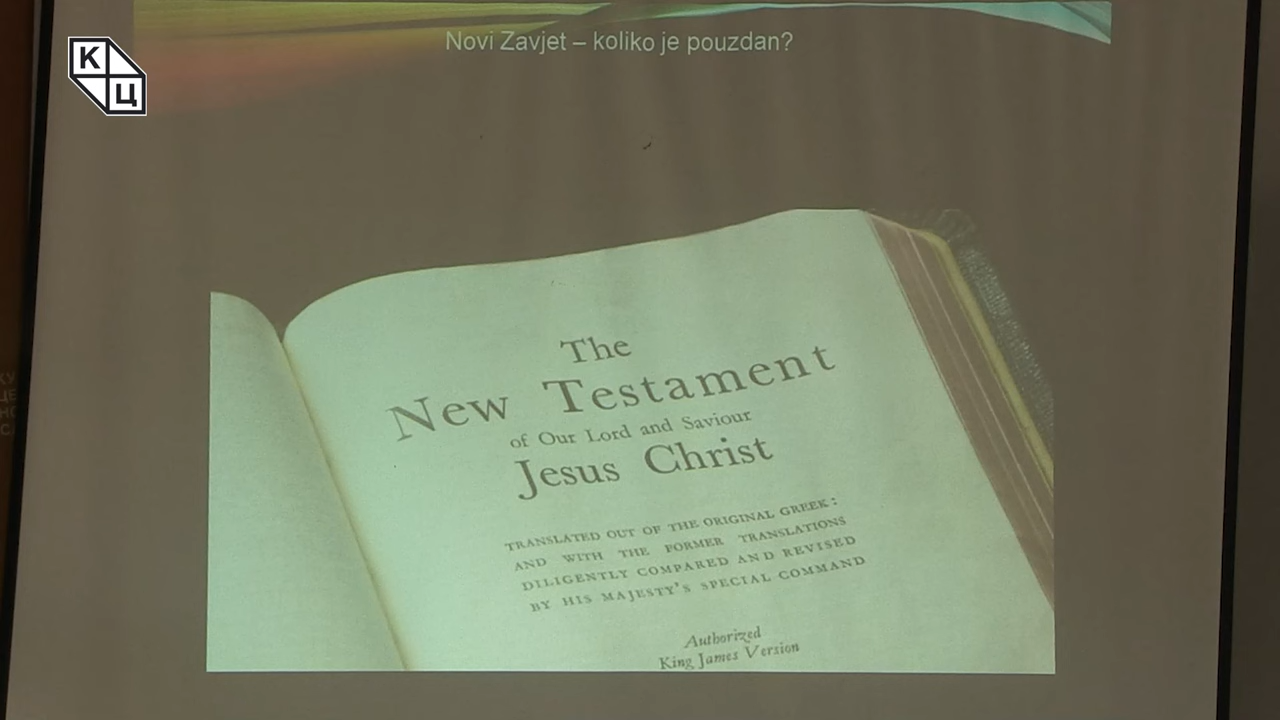 Novi Zavjet – koliko je pouzdan?
К
Ц
The
New Testament
of Our Lord and Saviour
Jesus Christ
TRANSLATED OUT OF THE ORIGINAL GREEK:
AND WITH THE FORMER TRANSLATIONS
DILIGENTLY COMPARED AND REVISED
BY HIS MAJESTY'S SPECIAL COMMAND
Authorized
King James Version